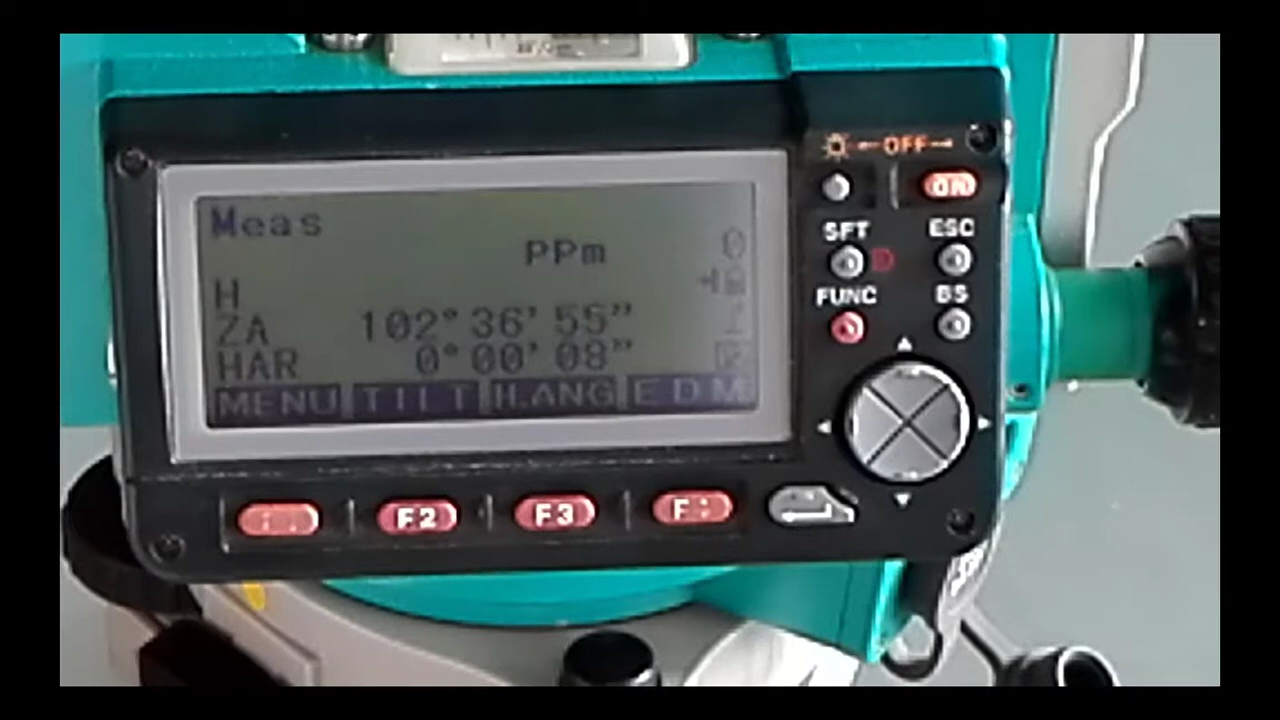 Meas
PPm 0
H
ZA 102°36'55"
HAR 0°00'08"
MENU TILT H.ANG EDM
←OFF→
ON
SFT ESC
FUNC BS
F2 F3